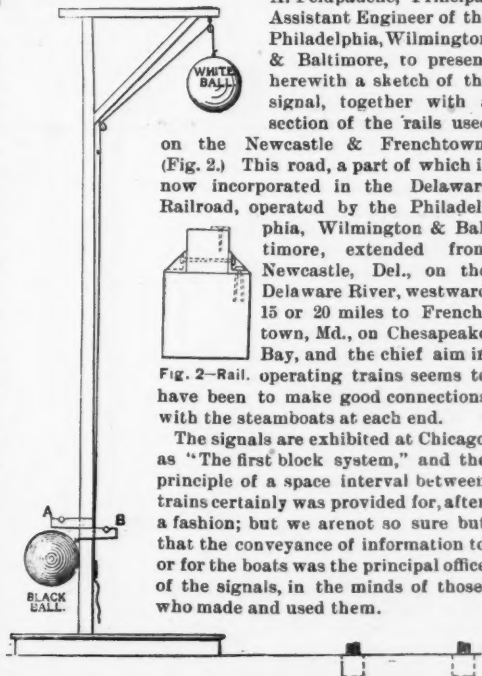 Assistant Engineer of th
Philadelphia, Wilmington
& Baltimore, to presen
herewith a sketch of th
signal, together with
section of the rails used
on the Newcastle & Frenchtown
(Fig. 2.) This road, a part of which i
now incorporated in the Delawar
Railroad, operated by the Philadel
phia, Wilmington & Bal
timore, extended from
Newcastle, Del., on the
Delaware River, westward
15 or 20 miles to French
town, Md., on Chesapeake
Bay, and the chief aim in
Fig. 2—Rail. operating trains seems to
have been to make good connections
with the steamboats at each end.
The signals are exhibited at Chicago
as "The first block system," and the
principle of a space interval between
trains certainly was provided for, after
a fashion; but we arenot so sure but
that the conveyance of information to
or for the boats was the principal office
of the signals, in the minds of those
who made and used them.
WHITE
BALL.
A
B
BLACK
BALL.